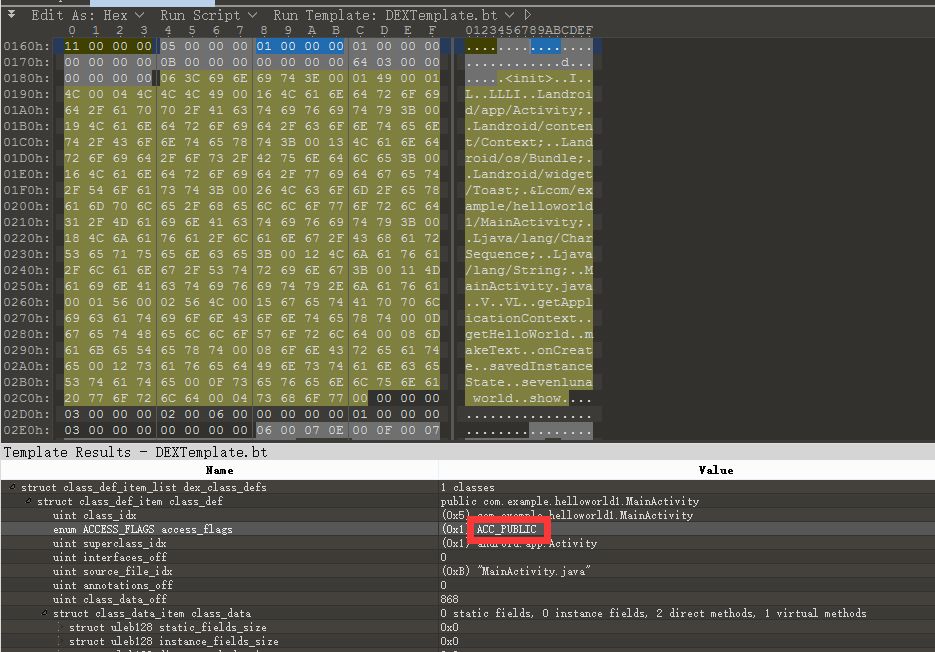 Edit As: Hex Run Script Run Template: DEXTemplate.bt
0 1 2 3 4 5 6 7 8 9 A B C D E F 0123456789ABCDEF
0160h: 11 00 00 00 05 00 00 00 01 00 00 00 01 00 00 00 ................
0170h: 00 00 00 00 0B 00 00 00 00 00 00 00 64 03 00 00 ............d...
0180h: 00 00 00 00 06 3C 69 6E 69 74 3E 00 01 49 00 01 .....<init>..I..
0190h: 4C 00 04 4C 4C 4C 49 00 16 4C 61 6E 64 72 6F 69 L..LLLI..Landroi
01A0h: 64 2F 61 70 70 2F 41 63 74 69 76 69 74 79 3B 00 d/app/Activity;.
01B0h: 19 4C 61 6E 64 72 6F 69 64 2F 63 6F 6E 74 65 6E .Landroid/conten
01C0h: 74 2F 43 6F 6E 74 65 78 74 3B 00 13 4C 61 6E 64 t/Context;..Land
01D0h: 72 6F 69 64 2F 6F 73 2F 42 75 6E 64 6C 65 3B 00 roid/os/Bundle;.
01E0h: 16 4C 61 6E 64 72 6F 69 64 2F 77 69 64 67 65 74 .Landroid/widget
01F0h: 2F 54 6F 61 73 74 3B 00 26 4C 63 6F 6D 2F 65 78 /Toast;.&Lcom/ex
0200h: 61 6D 70 6C 65 2F 68 65 6C 6C 6F 77 6F 72 6C 64 ample/helloworld
0210h: 31 2F 4D 61 69 6E 41 63 74 69 76 69 74 79 3B 00 1/MainActivity;.
0220h: 18 4C 6A 61 76 61 2F 6C 61 6E 67 2F 43 68 61 72 .Ljava/lang/Char
0230h: 53 65 71 75 65 6E 63 65 3B 00 12 4C 6A 61 76 61 Sequence;..Ljava
0240h: 2F 6C 61 6E 67 2F 53 74 72 69 6E 67 3B 00 11 4D /lang/String;..M
0250h: 61 69 6E 41 63 74 69 76 69 74 79 2E 6A 61 76 61 ainActivity.java
0260h: 00 01 56 00 02 56 4C 00 15 67 65 74 41 70 70 6C ..V..VL..getAppl
0270h: 69 63 61 74 69 6F 6E 43 6F 6E 74 65 78 74 00 0D icationContext..
0280h: 67 65 74 48 65 6C 6C 6F 57 6F 72 6C 64 00 08 6D getHelloWorld..m
0290h: 61 6B 65 54 65 78 74 00 08 6F 6E 43 72 65 61 74 akeText..onCreat
02A0h: 65 00 12 73 61 76 65 64 49 6E 73 74 61 6E 63 65 e..savedInstance
02B0h: 53 74 61 74 65 00 0F 73 65 76 65 6E 6C 75 6E 61 State..sevenluna
02C0h: 20 77 6F 72 6C 64 00 04 73 68 6F 77 00 00 00 00 world..show....
02D0h: 03 00 00 00 02 00 06 00 00 00 00 00 01 00 00 00 ................
02E0h: 03 00 00 00 00 00 00 00 06 00 07 0E 00 0F 00 07 ................
Template Results - DEXTemplate.bt
Name Value
struct class_def_item_list dex_class_defs 1 classes
struct class_def_item class_def public com.example.helloworld1.MainActivity
uint class_idx (0x5) com.example.helloworld1.MainActivity
enum ACCESS_FLAGS access_flags (0x1) ACC_PUBLIC
uint superclass_idx (0x1) android.app.Activity
uint interfaces_off 0
uint source_file_idx (0xB) "MainActivity.java"
uint annotations_off 0
uint class_data_off 868
struct class_data_item class_data 0 static fields, 0 instance fields, 2 direct methods, 1 virtual methods
struct uleb128 static_fields_size 0x0
struct uleb128 instance_fields_size 0x0